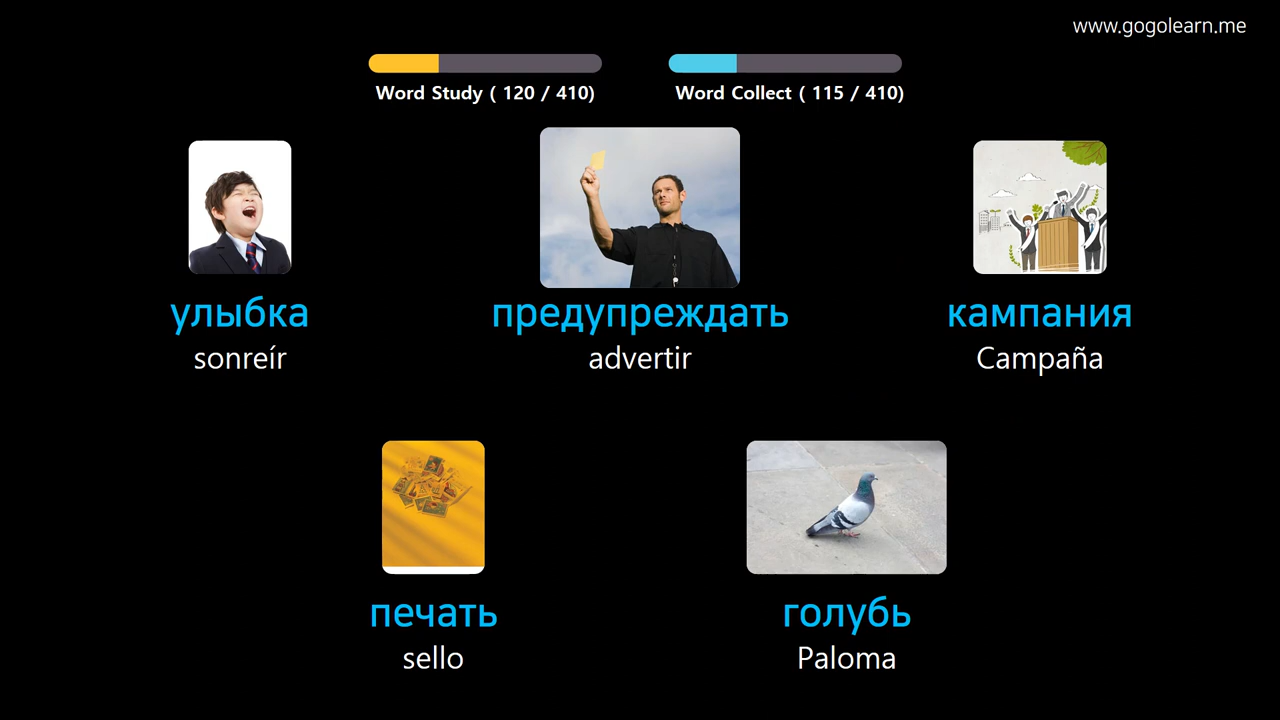 www.gogolearn.me
Word Study ( 120 / 410)
Word Collect ( 115 / 410)
улыбка
sonreír
предупреждать
advertir
кампания
Campaña
печать
sello
голубь
Paloma